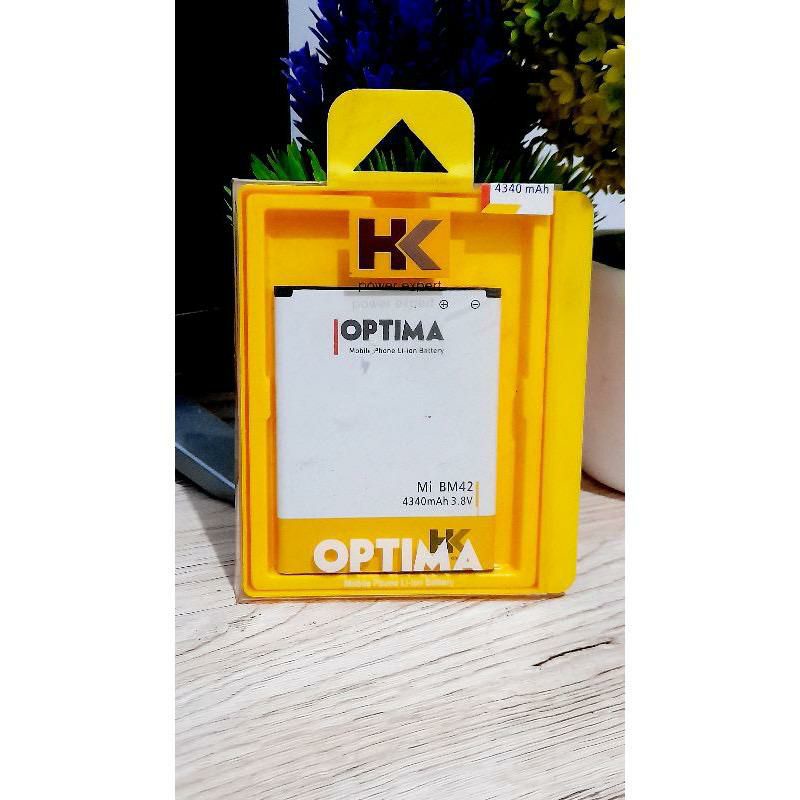 4340 mAh
HK
power expert
⊕ ⊖
OPTIMA
Mobile Phone Li-ion Battery
Mi BM42
4340mAh 3.8V
HK
OPTIMA
Mobile Phone Li-ion Battery